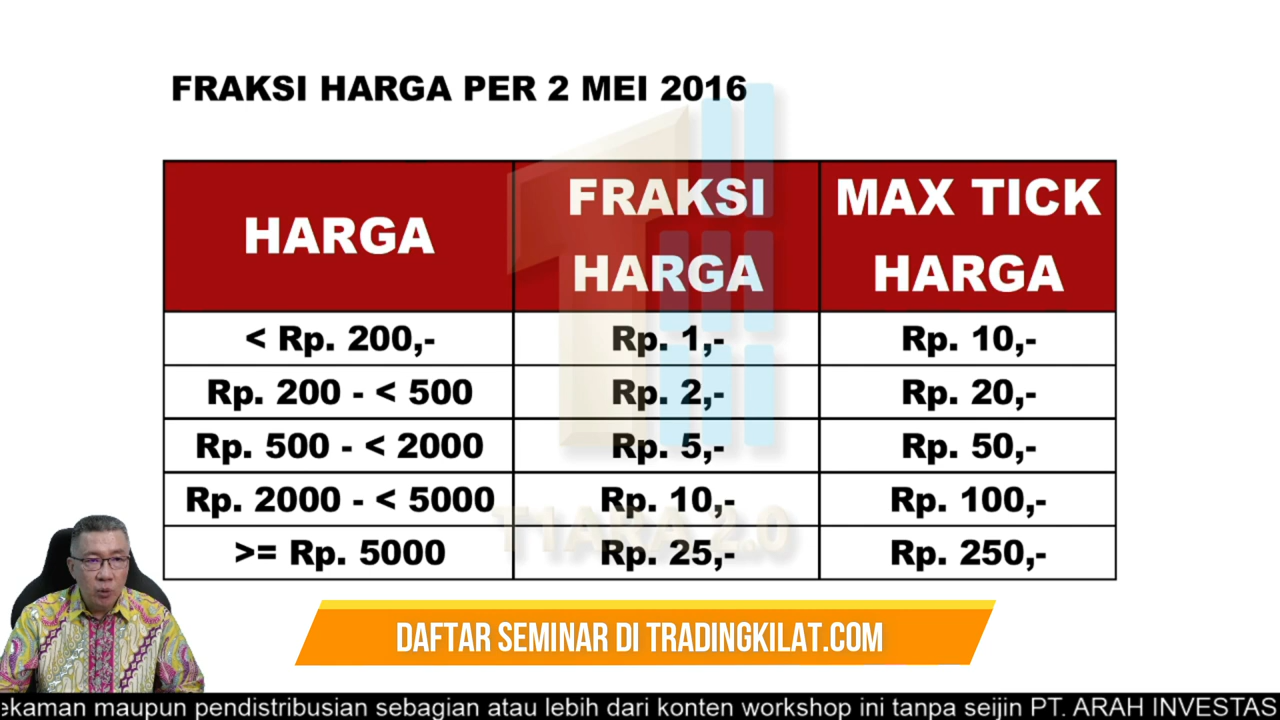 FRAKSI HARGA PER 2 MEI 2016
HARGA
FRAKSI
HARGA
MAX TICK
HARGA
< Rp. 200,-
Rp. 1,-
Rp. 10,-
Rp. 200 - < 500
Rp. 2,-
Rp. 20,-
Rp. 500 - < 2000
Rp. 5,-
Rp. 50,-
Rp. 2000 - < 5000
Rp. 10,-
Rp. 100,-
>= Rp. 5000
Rp. 25,-
Rp. 250,-
T1ARA 2.0
DAFTAR SEMINAR DI TRADINGKILAT.COM
ekaman maupun pendistribusian sebagian atau lebih dari konten workshop ini tanpa seijin PT. ARAH INVESTAS